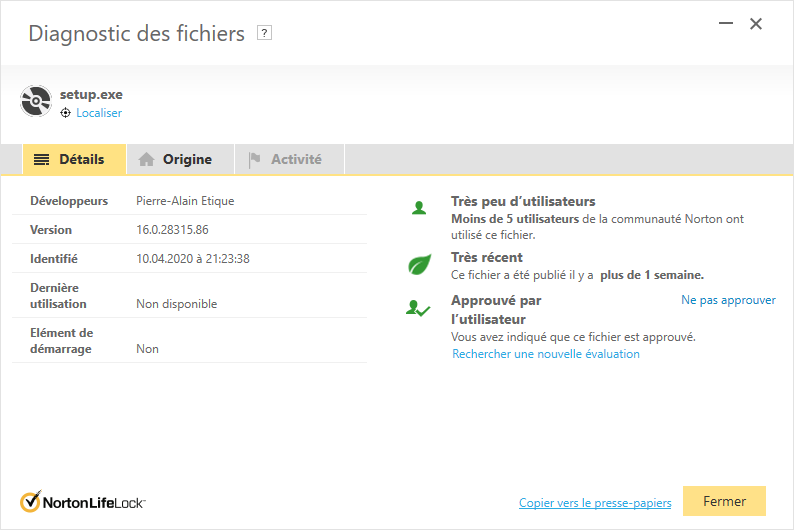 Diagnostic des fichiers ?
setup.exe
Localiser
Détails
Origine
Activité
Développeurs Pierre-Alain Etique
Version 16.0.28315.86
Identifié 10.04.2020 à 21:23:38
Dernière
utilisation Non disponible
Elément de
démarrage Non
Très peu d’utilisateurs
Moins de 5 utilisateurs de la communauté Norton ont
utilisé ce fichier.
Très récent
Ce fichier a été publié il y a plus de 1 semaine.
Approuvé par
l’utilisateur
Ne pas approuver
Vous avez indiqué que ce fichier est approuvé.
Rechercher une nouvelle évaluation
NortonLifeLock
Copier vers le presse-papiers
Fermer